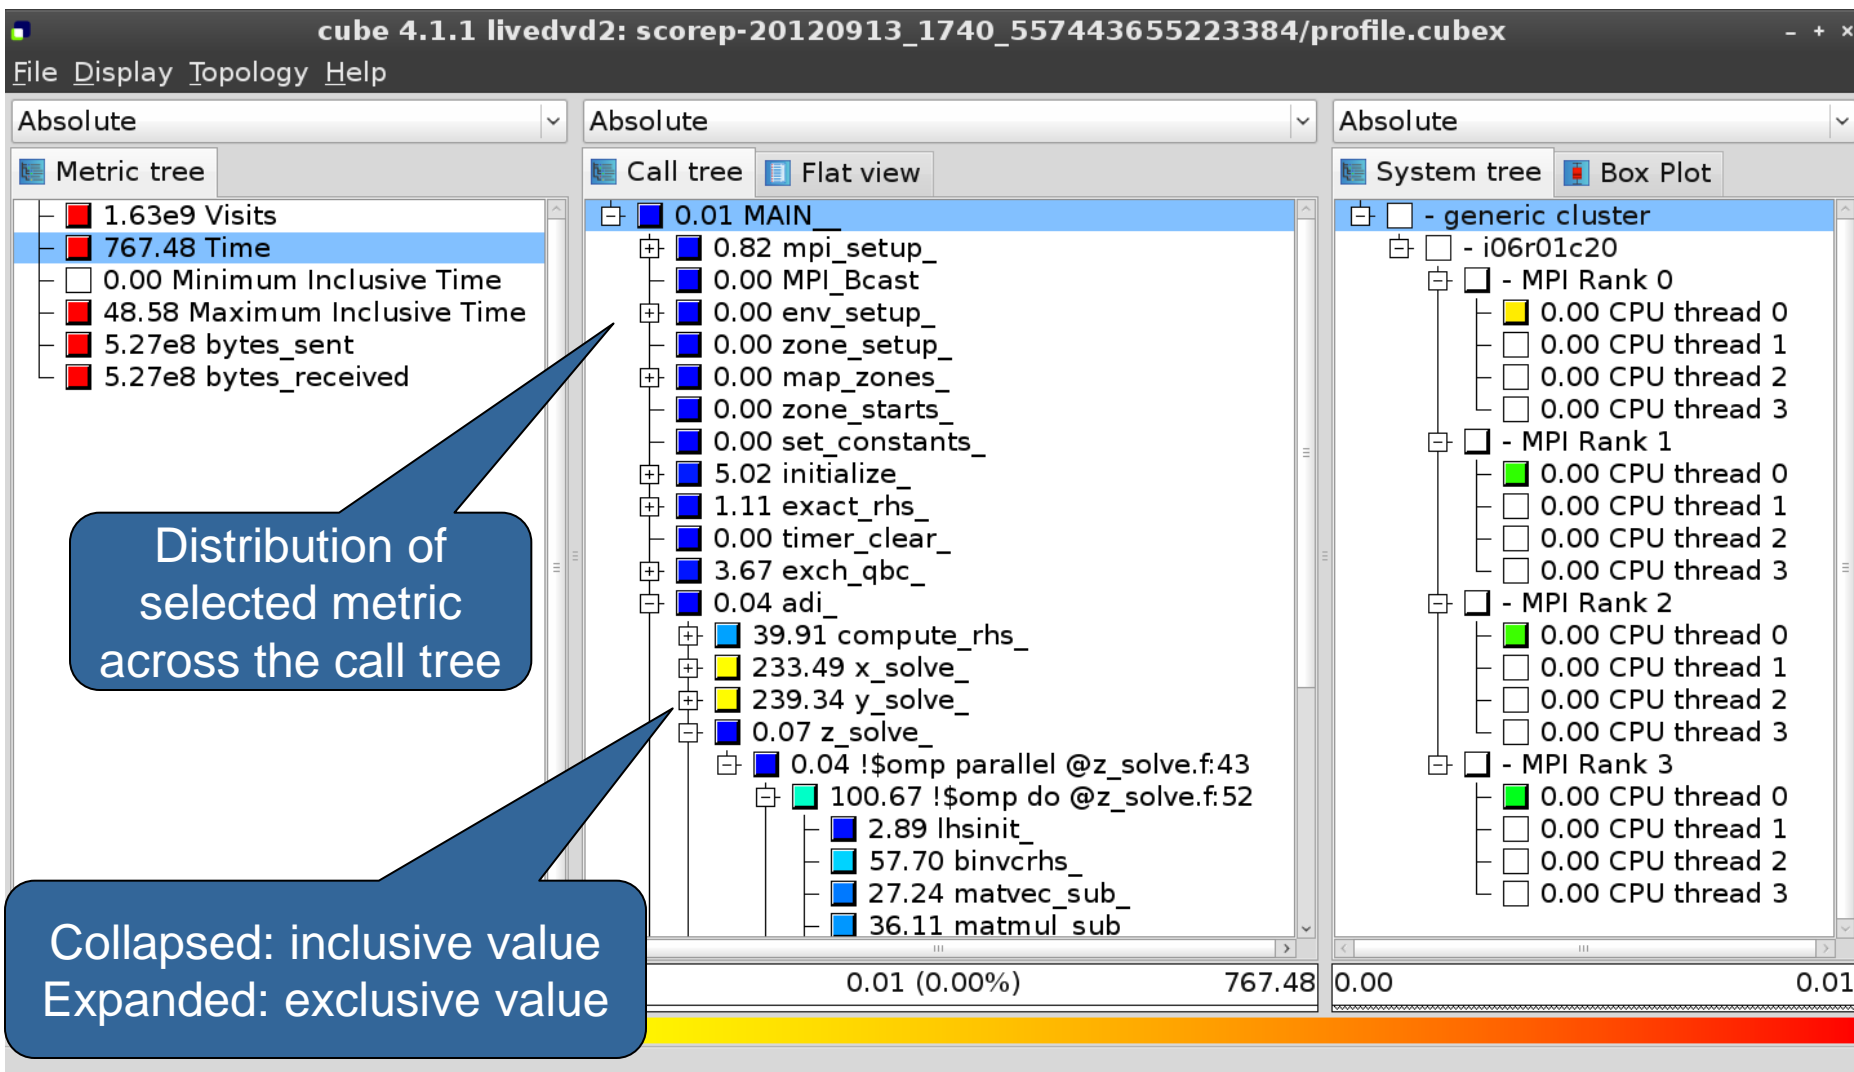 cube 4.1.1 livedvd2: scorep-20120913_1740_557443655223384/profile.cubex
File Display Topology Help
Absolute
Metric tree
1.63e9 Visits
767.48 Time
0.00 Minimum Inclusive Time
48.58 Maximum Inclusive Time
5.27e8 bytes_sent
5.27e8 bytes_received
Distribution of
selected metric
across the call tree
Collapsed: inclusive value
Expanded: exclusive value
Absolute
Call tree
Flat view
0.01 MAIN__
0.82 mpi_setup_
0.00 MPI_Bcast
0.00 env_setup_
0.00 zone_setup_
0.00 map_zones_
0.00 zone_starts_
0.00 set_constants_
5.02 initialize_
1.11 exact_rhs_
0.00 timer_clear_
3.67 exch_qbc_
0.04 adi_
39.91 compute_rhs_
233.49 x_solve_
239.34 y_solve_
0.07 z_solve_
0.04 !$omp parallel @z_solve.f:43
100.67 !$omp do @z_solve.f:52
2.89 lhsinit_
57.70 binvcrhs_
27.24 matvec_sub_
36.11 matmul_sub
0.01 (0.00%) 767.48
Absolute
System tree
Box Plot
- generic cluster
- i06r01c20
- MPI Rank 0
0.00 CPU thread 0
0.00 CPU thread 1
0.00 CPU thread 2
0.00 CPU thread 3
- MPI Rank 1
0.00 CPU thread 0
0.00 CPU thread 1
0.00 CPU thread 2
0.00 CPU thread 3
- MPI Rank 2
0.00 CPU thread 0
0.00 CPU thread 1
0.00 CPU thread 2
0.00 CPU thread 3
- MPI Rank 3
0.00 CPU thread 0
0.00 CPU thread 1
0.00 CPU thread 2
0.00 CPU thread 3
0.00 0.01